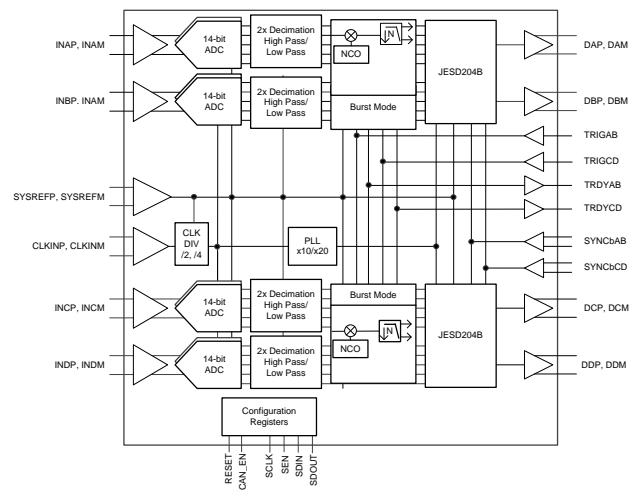 INAP, INAM
14-bit
ADC
2x Decimation
High Pass/
Low Pass
NCO
N
JESD204B
DAP, DAM
INBP. INAM
14-bit
ADC
2x Decimation
High Pass/
Low Pass
Burst Mode
DBP, DBM
TRIGAB
TRIGCD
TRDYAB
TRDYCD
SYSREFP, SYSREFM
CLKINP, CLKINM
CLK
DIV
/2, /4
PLL
x10/x20
SYNCbAB
SYNCbCD
INCP, INCM
14-bit
ADC
2x Decimation
High Pass/
Low Pass
Burst Mode
NCO
N
JESD204B
DCP, DCM
INDP, INDM
14-bit
ADC
2x Decimation
High Pass/
Low Pass
DDP, DDM
Configuration
Registers
RESET
CAN_EN
SCLK
SEN
SDIN
SDOUT